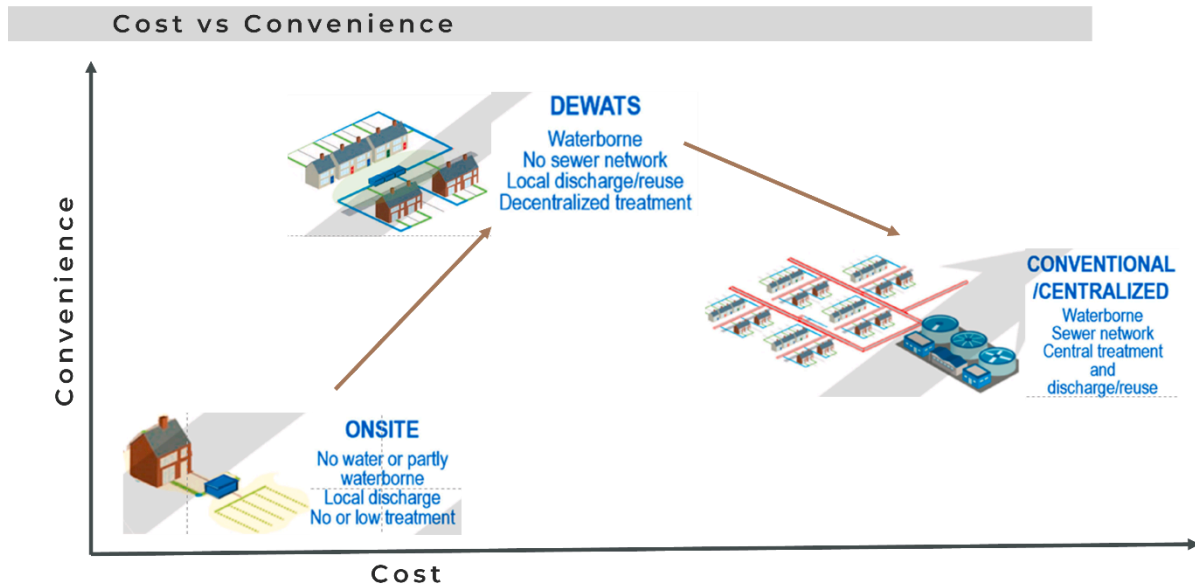 Cost vs Convenience
DEWATS
Waterborne
No sewer network
Local discharge/reuse
Decentralized treatment
CONVENTIONAL
/CENTRALIZED
Waterborne
Sewer network
Central treatment
and
discharge/reuse
Convenience
ONSITE
No water or partly
waterborne
Local discharge
No or low treatment
Cost